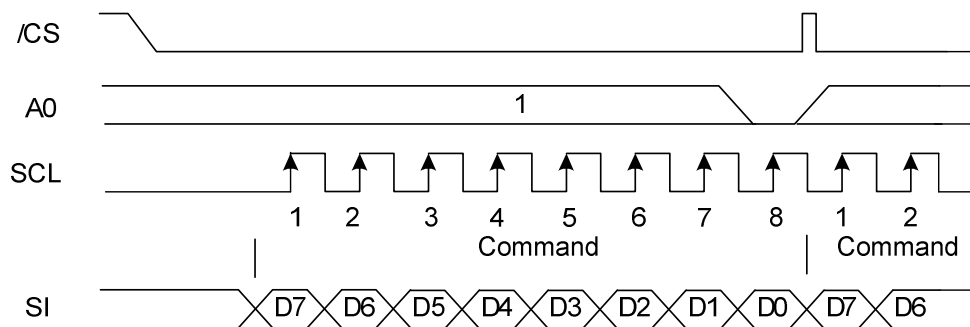 /CS
A0 1
SCL
1 2 3 4 5 6 7 8 1 2
Command Command
SI D7 D6 D5 D4 D3 D2 D1 D0 D7 D6